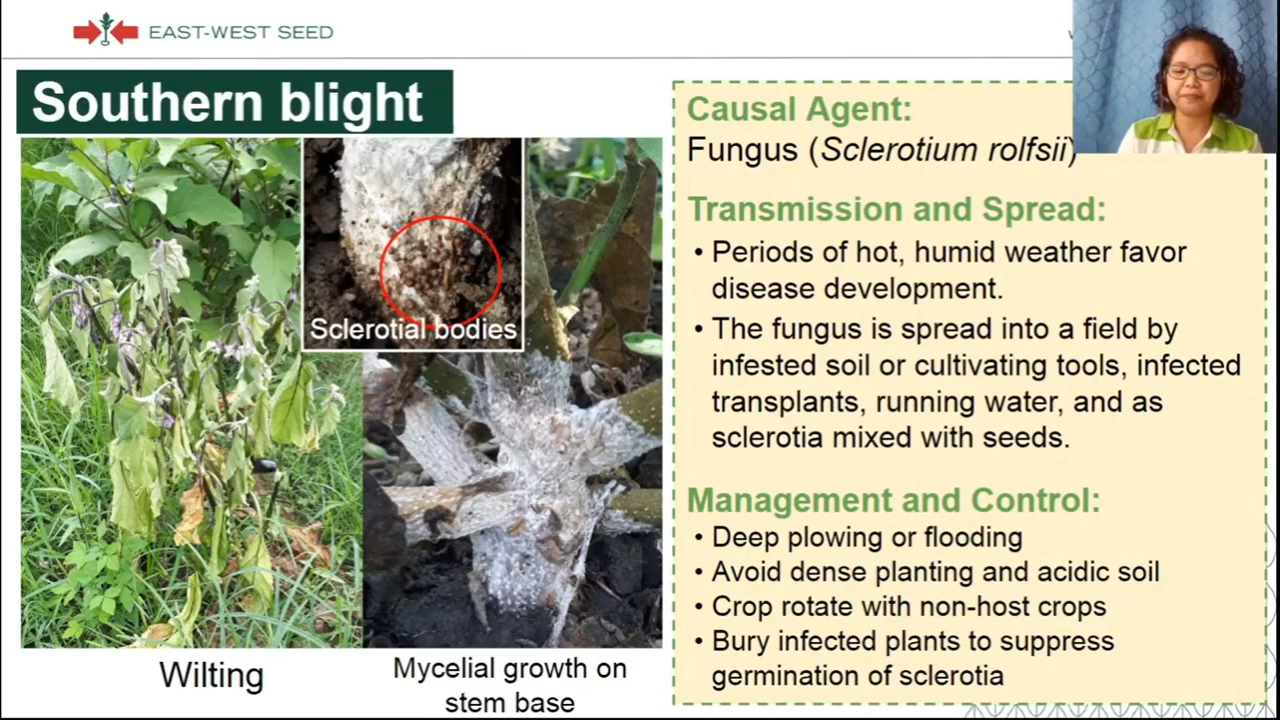 EAST-WEST SEED
Southern blight
Sclerotial bodies
Wilting
Mycelial growth on
stem base
Causal Agent:
Fungus (Sclerotium rolfsii)
Transmission and Spread:
• Periods of hot, humid weather favor
disease development.
• The fungus is spread into a field by
infested soil or cultivating tools, infected
transplants, running water, and as
sclerotia mixed with seeds.
Management and Control:
• Deep plowing or flooding
• Avoid dense planting and acidic soil
• Crop rotate with non-host crops
• Bury infected plants to suppress
germination of sclerotia